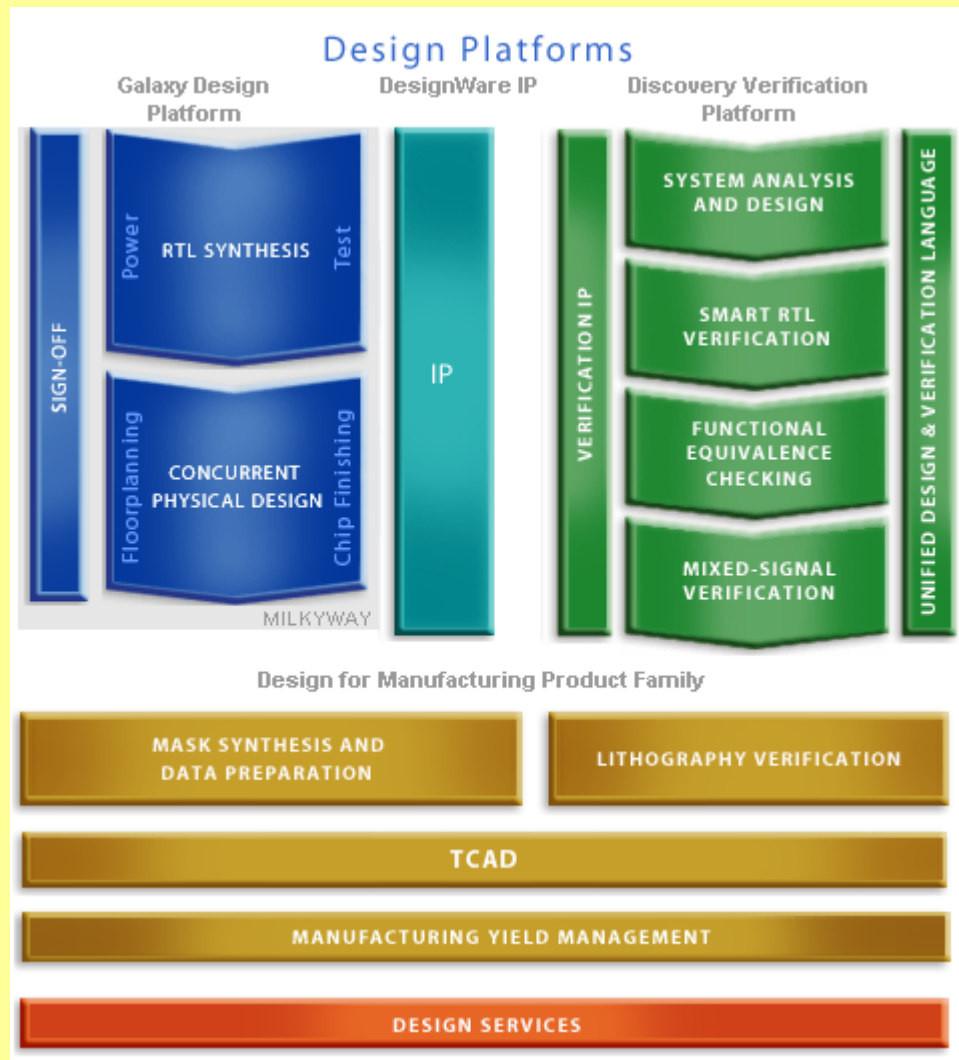 Design Platforms
Galaxy Design
Platform
DesignWare IP
Discovery Verification
Platform
SIGN-OFF
Power
RTL SYNTHESIS
Test
Floorplanning
CONCURRENT
PHYSICAL DESIGN
Chip Finishing
MILKYWAY
IP
VERIFICATION IP
SYSTEM ANALYSIS
AND DESIGN
SMART RTL
VERIFICATION
FUNCTIONAL
EQUIVALENCE
CHECKING
MIXED-SIGNAL
VERIFICATION
UNIFIED DESIGN & VERIFICATION LANGUAGE
Design for Manufacturing Product Family
MASK SYNTHESIS AND
DATA PREPARATION
LITHOGRAPHY VERIFICATION
TCAD
MANUFACTURING YIELD MANAGEMENT
DESIGN SERVICES